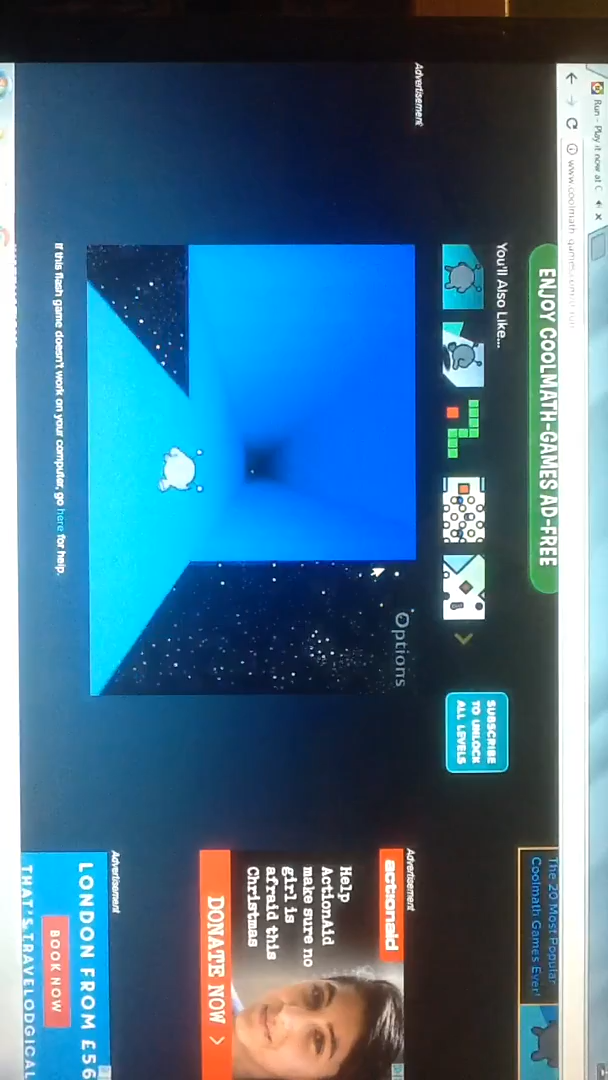 Run - Play it now at C
www.coolmath-games.com/0-run
ENJOY COOLMATH-GAMES AD-FREE
The 20 Most Popular
Coolmath Games Ever!
You'll Also Like...
SUBSCRIBE
TO UNLOCK
ALL LEVELS
Advertisement
Options
Advertisement
actionaid
Help
ActionAid
make sure no
girl is
afraid this
Christmas
DONATE NOW
If this flash game doesn't work on your computer, go here for help.
Advertisement
LONDON FROM £56
BOOK NOW
THAT'S TRAVELODGICAL